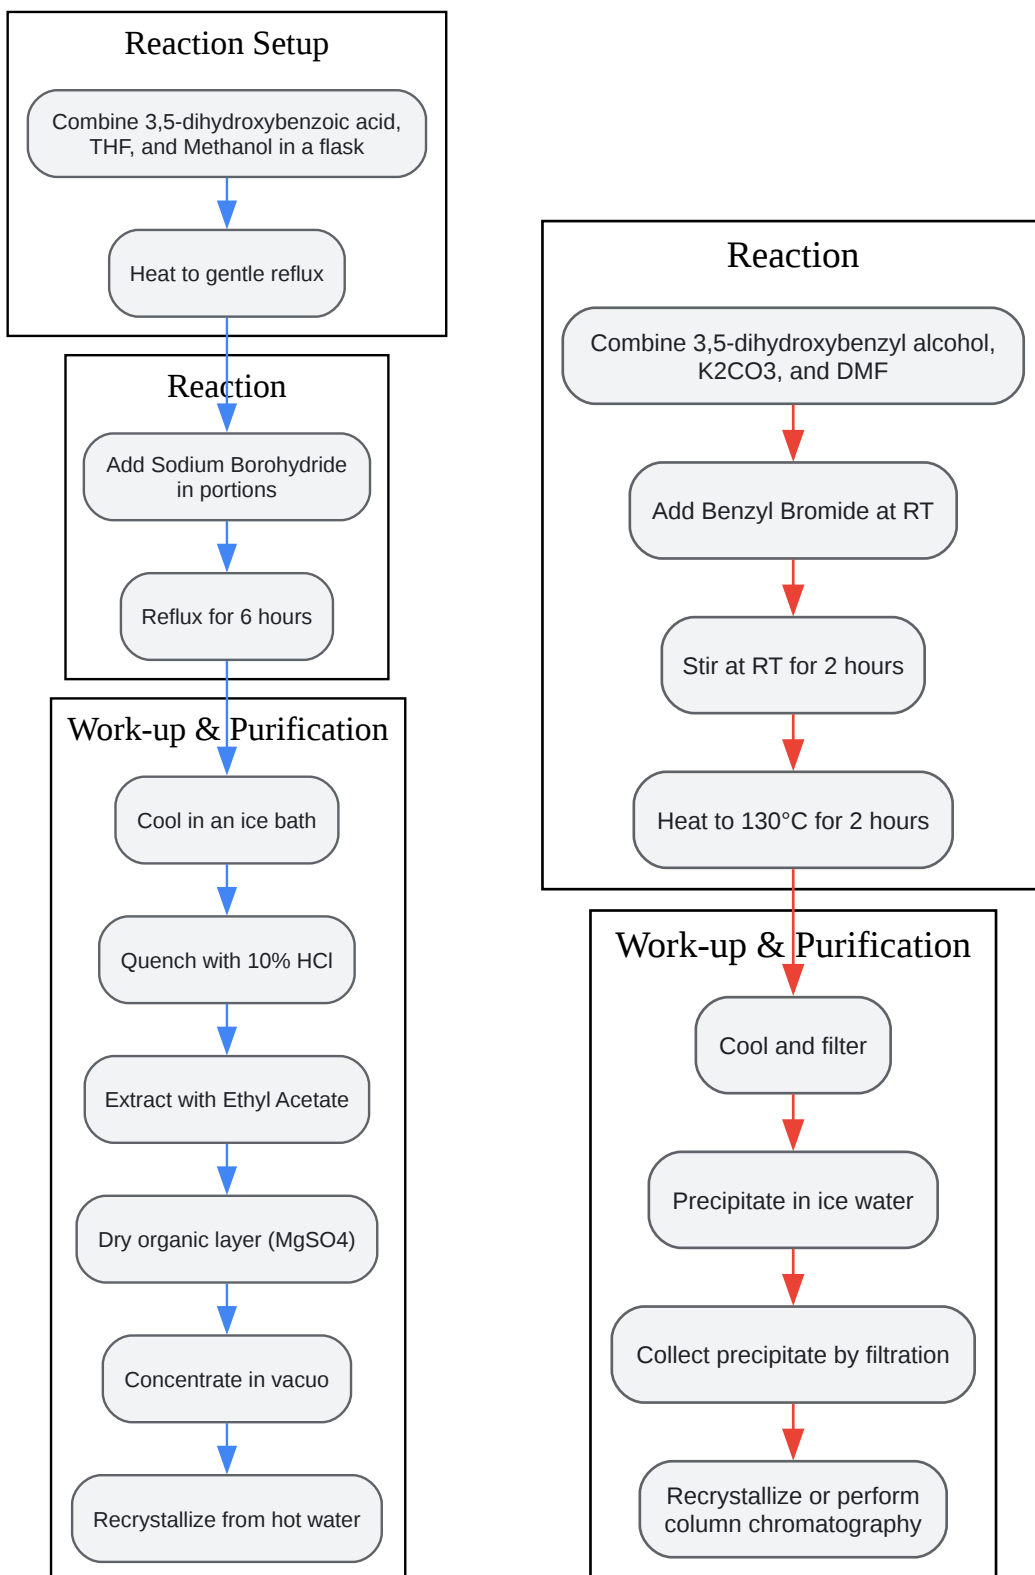 Reaction Setup
Combine 3,5-dihydroxybenzoic acid,
THF, and Methanol in a flask
Heat to gentle reflux
Reaction
Add Sodium Borohydride
in portions
Reflux for 6 hours
Work-up & Purification
Cool in an ice bath
Quench with 10% HCl
Extract with Ethyl Acetate
Dry organic layer (MgSO4)
Concentrate in vacuo
Recrystallize from hot water
Reaction
Combine 3,5-dihydroxybenzyl alcohol,
K2CO3, and DMF
Add Benzyl Bromide at RT
Stir at RT for 2 hours
Heat to 130°C for 2 hours
Work-up & Purification
Cool and filter
Precipitate in ice water
Collect precipitate by filtration
Recrystallize or perform
column chromatography